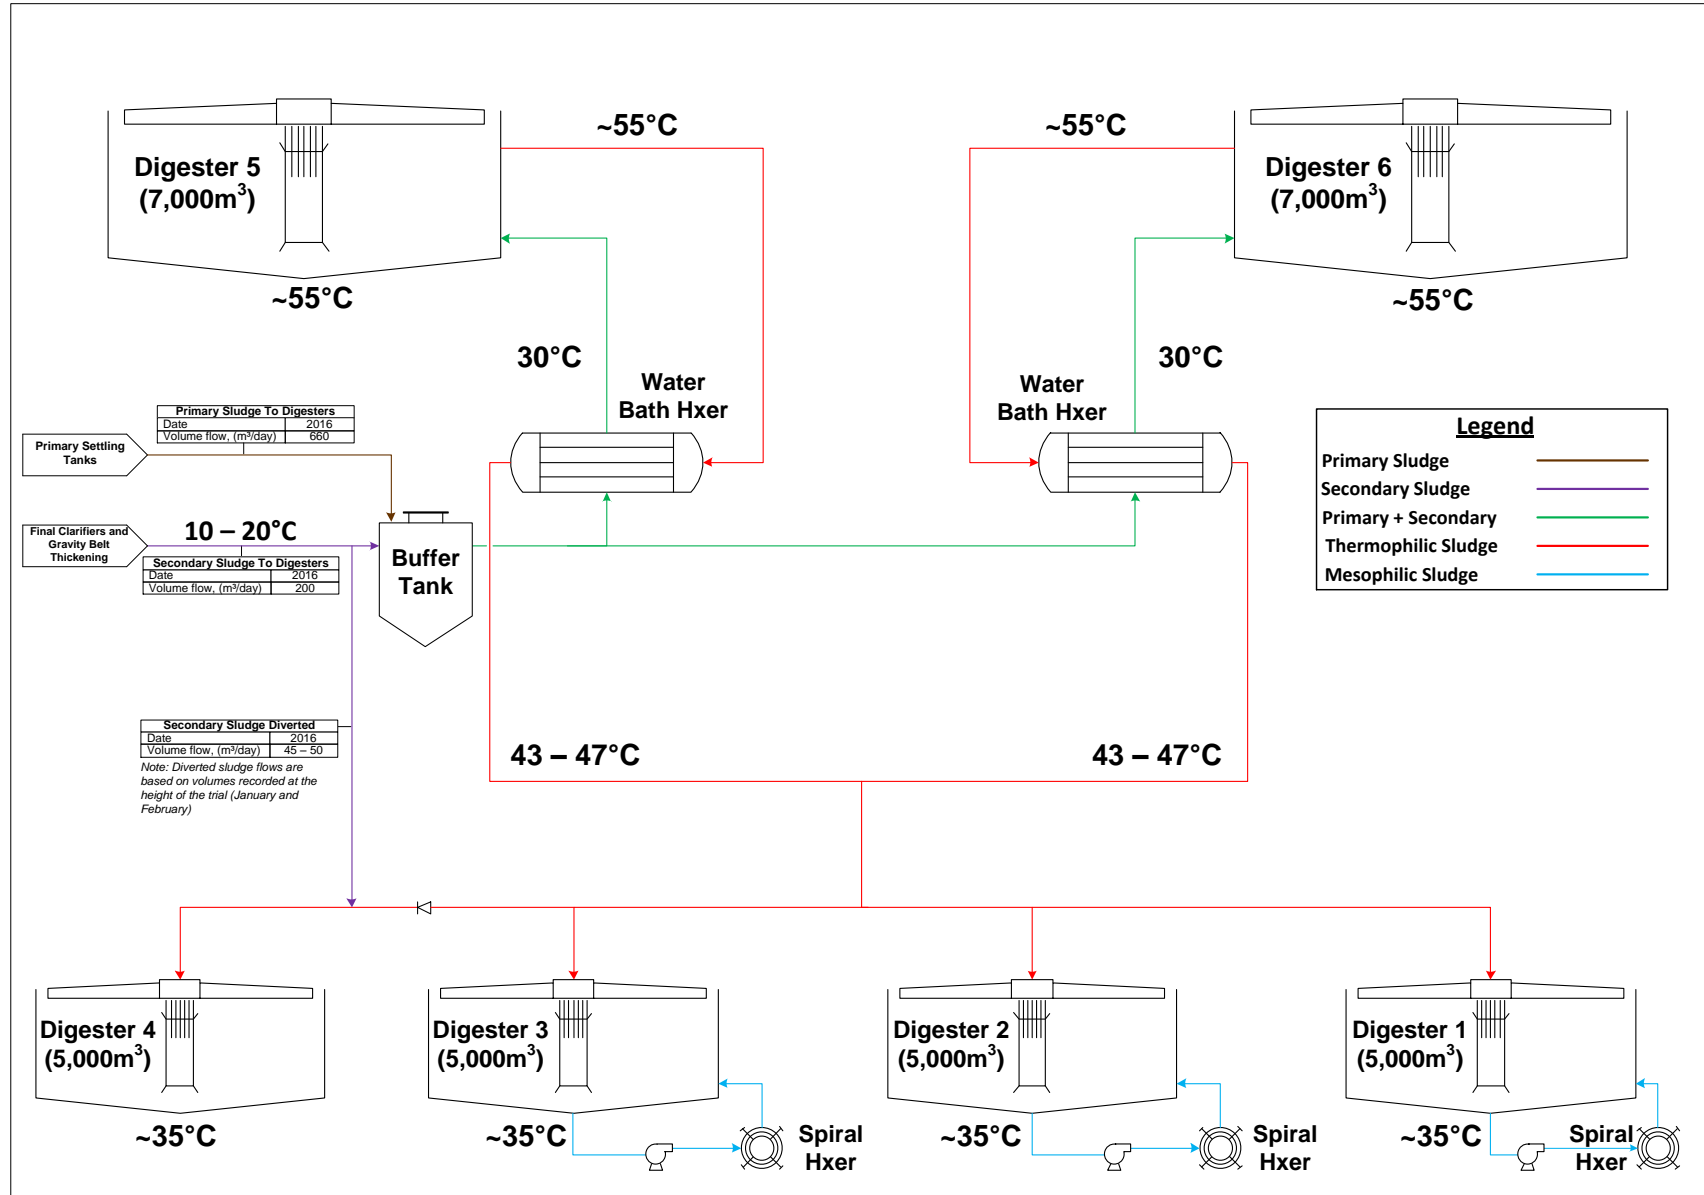 ~55°C
~55°C
Digester 5
(7,000m³)
Digester 6
(7,000m³)
~55°C
~55°C
30°C
30°C
Water
Bath Hxer
Water
Bath Hxer
Primary Sludge To Digesters
Date 2016
Volume flow, (m³/day) 660
Primary Settling
Tanks
Legend
Primary Sludge
Secondary Sludge
Primary + Secondary
Thermophilic Sludge
Mesophilic Sludge
Final Clarifiers and
Gravity Belt
Thickening
10 – 20°C
Secondary Sludge To Digesters
Date 2016
Volume flow, (m³/day) 200
Buffer
Tank
Secondary Sludge Diverted
Date 2016
Volume flow, (m³/day) 45 – 50
Note: Diverted sludge flows are
based on volumes recorded at the
height of the trial (January and
February)
43 – 47°C
43 – 47°C
Digester 4
(5,000m³)
Digester 3
(5,000m³)
Digester 2
(5,000m³)
Digester 1
(5,000m³)
~35°C
~35°C
Spiral
Hxer
~35°C
Spiral
Hxer
~35°C
Spiral
Hxer